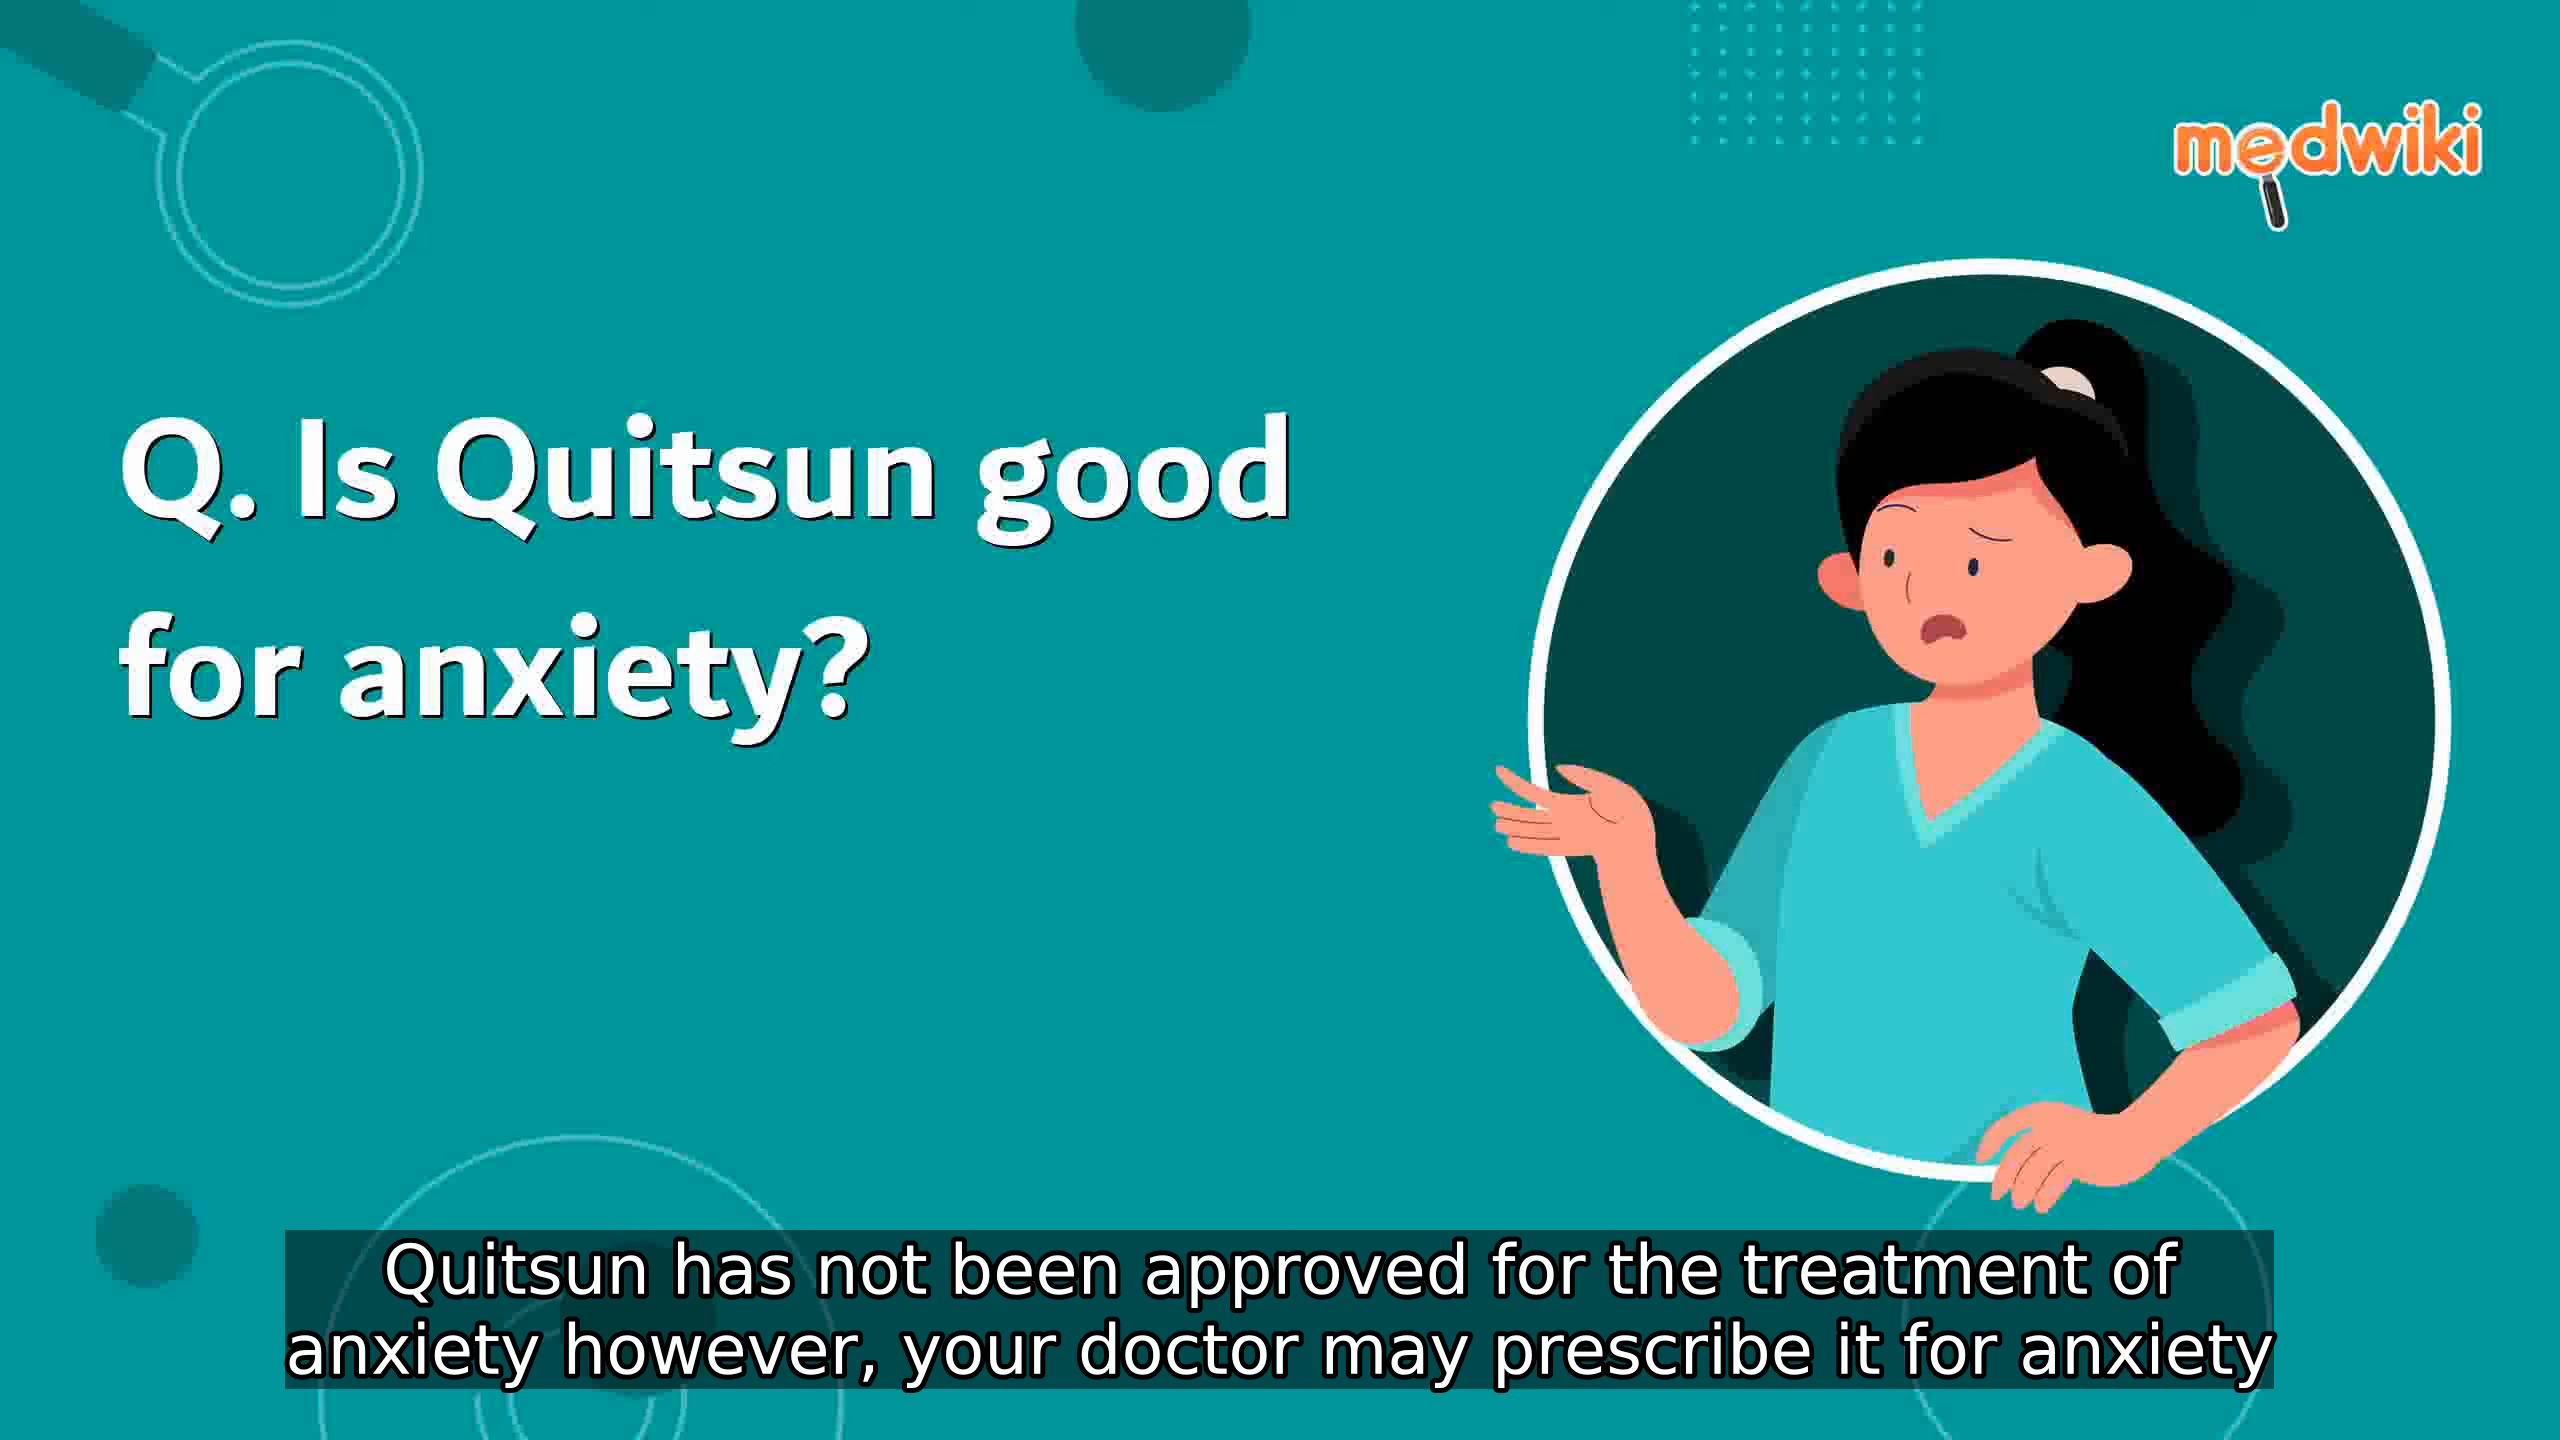 medwiki
Q. Is Quitsun good
for anxiety?
Quitsun has not been approved for the treatment of
anxiety however, your doctor may prescribe it for anxiety